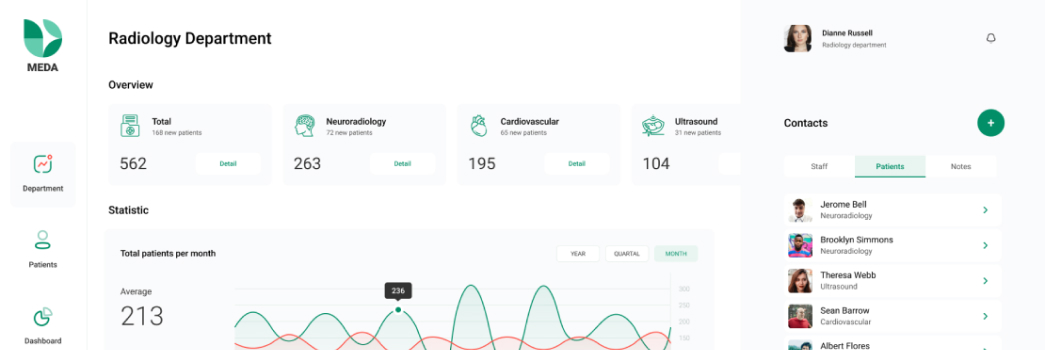 MEDA
Department
Patients
Dashboard
Radiology Department
Overview
Total
168 new patients
562
Detail
Neuroradiology
72 new patients
263
Detail
Cardiovascular
65 new patients
195
Detail
Ultrasound
31 new patients
104
Statistic
Total patients per month
YEAR
QUARTAL
MONTH
Average
213
236
300
250
200
150
Dianne Russell
Radiology department
Contacts
+
Staff
Patients
Notes
Jerome Bell
Neuroradiology
Brooklyn Simmons
Neuroradiology
Theresa Webb
Ultrasound
Sean Barrow
Cardiovascular
Albert Flores